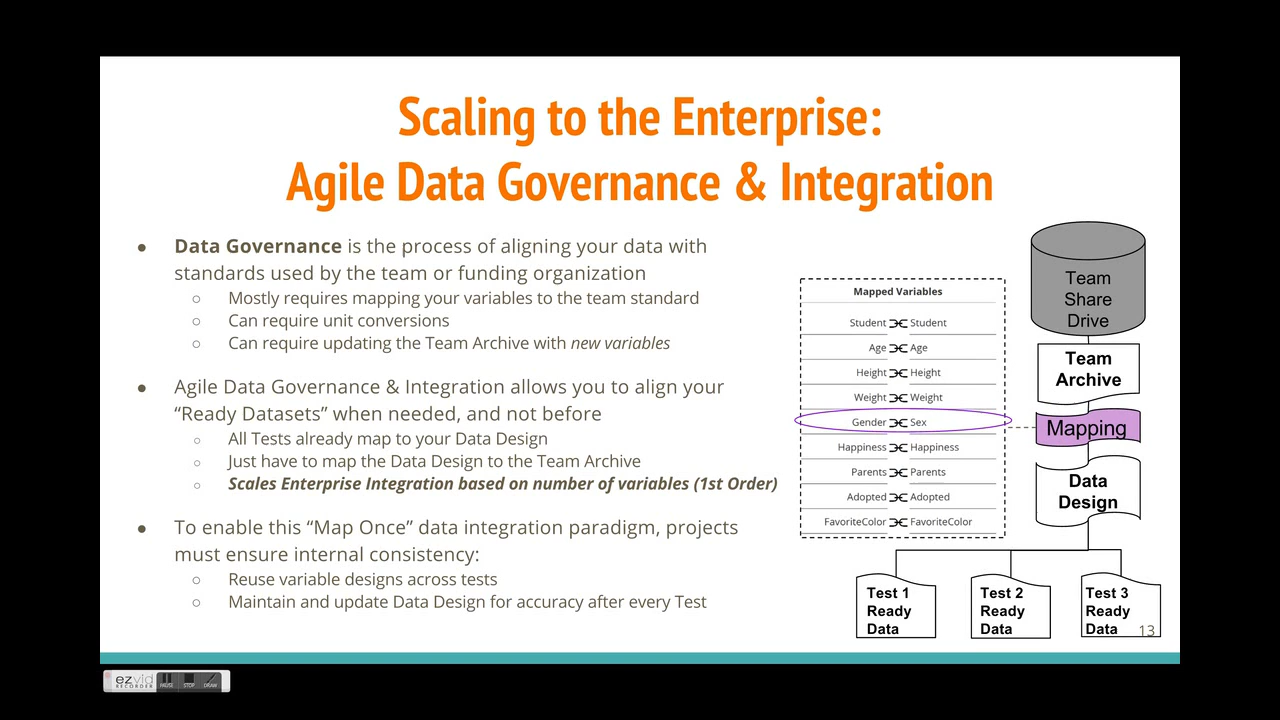 Scaling to the Enterprise:
Agile Data Governance & Integration
● Data Governance is the process of aligning your data with
standards used by the team or funding organization
○ Mostly requires mapping your variables to the team standard
○ Can require unit conversions
○ Can require updating the Team Archive with new variables
● Agile Data Governance & Integration allows you to align your
“Ready Datasets” when needed, and not before
○ All Tests already map to your Data Design
○ Just have to map the Data Design to the Team Archive
○ Scales Enterprise Integration based on number of variables (1st Order)
● To enable this “Map Once” data integration paradigm, projects
must ensure internal consistency:
○ Reuse variable designs across tests
○ Maintain and update Data Design for accuracy after every Test
Mapped Variables
Student Student
Age Age
Height Height
Weight Weight
Gender Sex
Happiness Happiness
Parents Parents
Adopted Adopted
FavoriteColor FavoriteColor
Team
Share
Drive
Team
Archive
Mapping
Data
Design
Test 1
Ready
Data
Test 2
Ready
Data
Test 3
Ready
Data
13
ezvid
RECORDER
PAUSE STOP DRAW